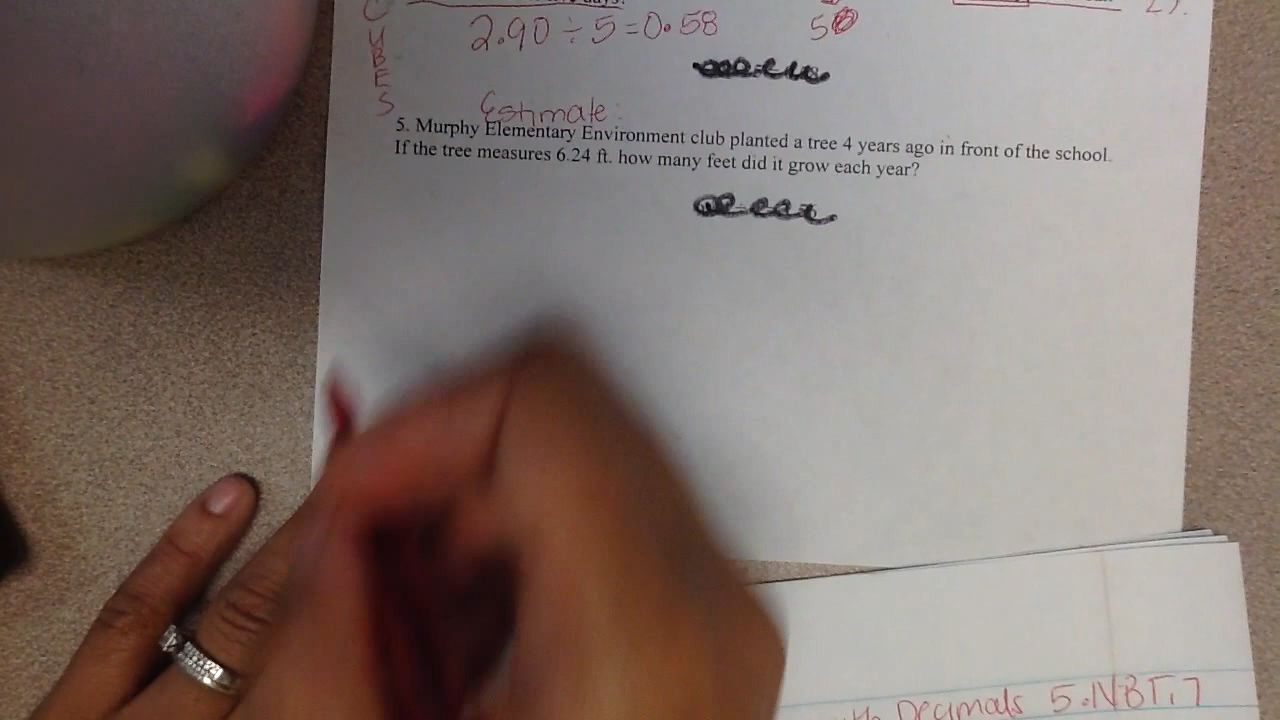 days?
C
U
B
E
S
2.90 ÷ 5 = 0.58
Estimate:
5. Murphy Elementary Environment club planted a tree 4 years ago in front of the school.
If the tree measures 6.24 ft. how many feet did it grow each year?
Decimals 5.NBT.7